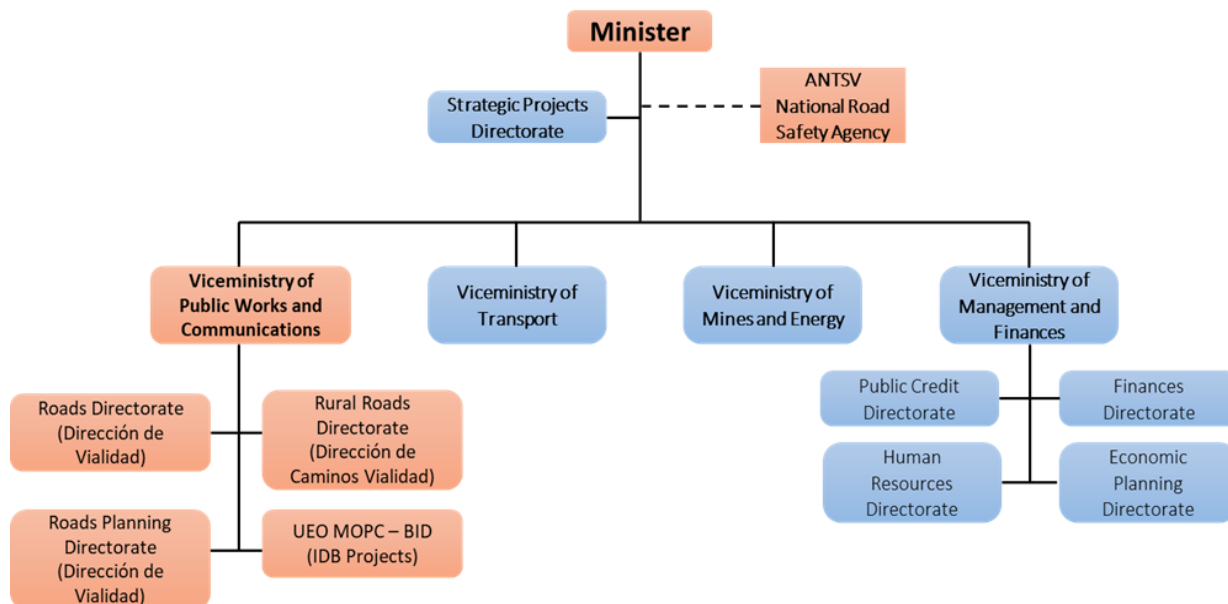 Minister
Strategic Projects
Directorate
ANTSV
National Road
Safety Agency
Viceministry of
Public Works and
Communications
Viceministry of
Transport
Viceministry of
Mines and Energy
Viceministry of
Management and
Finances
Roads Directorate
(Dirección de
Vialidad)
Rural Roads
Directorate
(Dirección de
Caminos Vialidad)
Roads Planning
Directorate
(Dirección de
Vialidad)
UEO MOPC – BID
(IDB Projects)
Public Credit
Directorate
Finances
Directorate
Human
Resources
Directorate
Economic
Planning
Directorate